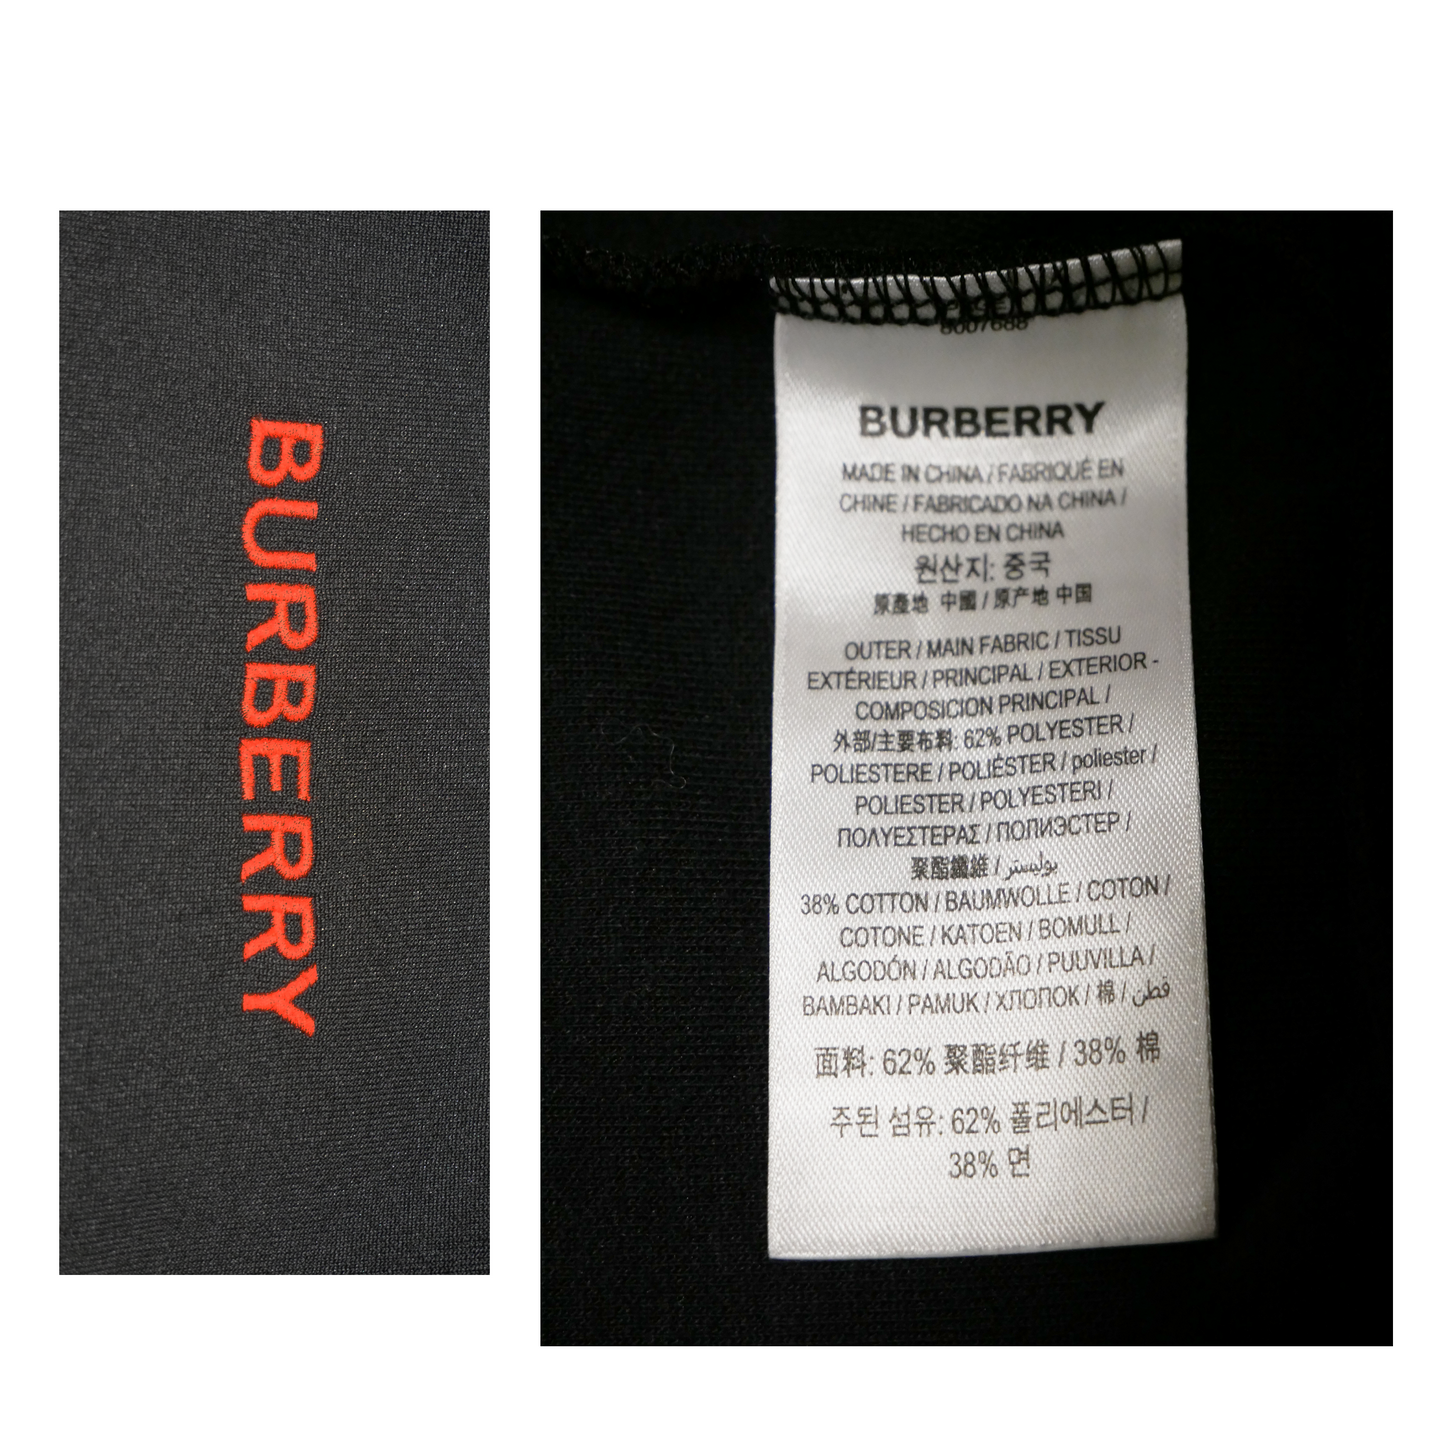 BURBERRY
8007688
BURBERRY
MADE IN CHINA / FABRIQUÉ EN
CHINE / FABRICADO NA CHINA /
HECHO EN CHINA
원산지: 중국
原產地 中國 / 原产地 中国
OUTER / MAIN FABRIC / TISSU
EXTÉRIEUR / PRINCIPAL / EXTERIOR -
COMPOSICION PRINCIPAL /
外部/主要布料: 62% POLYESTER /
POLIESTERE / POLIÉSTER / poliester /
POLIESTER / POLYESTERI /
ΠΟΛΥΕΣΤΕΡΑΣ / ПОПИЭСТЕР /
聚酯纖維 / بوليستر
38% COTTON / BAUMWOLLE / COTON /
COTONE / KATOEN / BOMULL /
ALGODÓN / ALGODÃO / PUUVILLA /
BAMBAKI / PAMUK / ХЛОПОК / 棉 / قطن
面料: 62% 聚酯纤维 / 38% 棉
주된 섬유: 62% 폴리에스터 /
38% 면